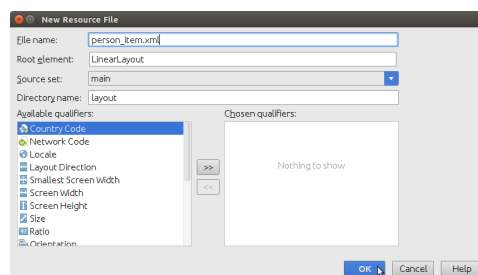 New Resource File
File name: person_item.xml
Root element: LinearLayout
Source set: main
Directory name: layout
Available qualifiers: Chosen qualifiers:
Country Code
Network Code
Locale
Layout Direction
Smallest Screen Width
Screen Width
Screen Height
Size
Ratio
Orientation
>>
<<
Nothing to show
OK Cancel Help